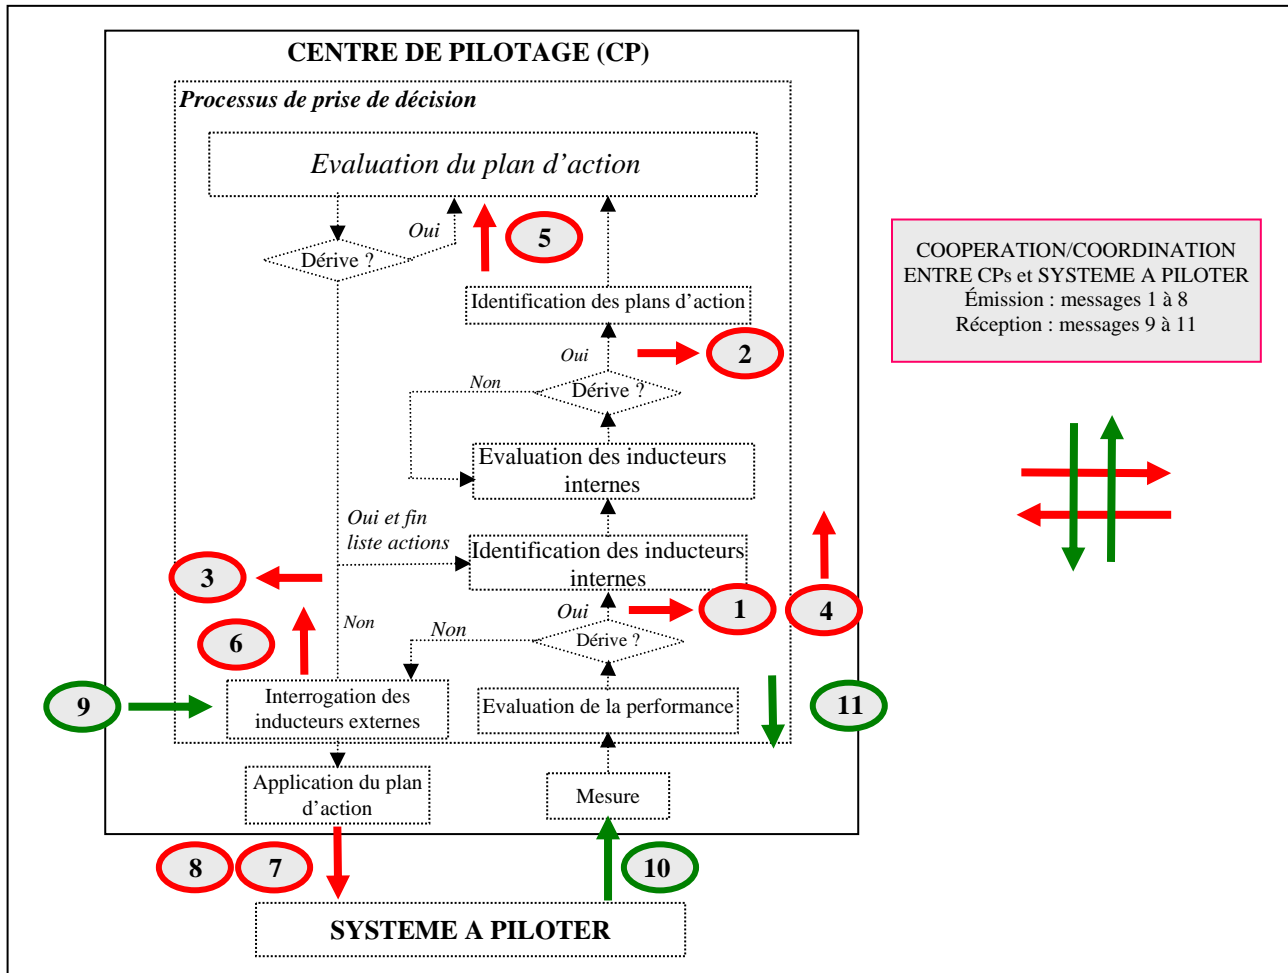 CENTRE DE PILOTAGE (CP)
Processus de prise de décision
Evaluation du plan d’action
Oui
5
Dérive ?
Identification des plans d’action
Oui
2
Non
Dérive ?
Evaluation des inducteurs
internes
Oui et fin
liste actions
Identification des inducteurs
internes
3
Oui
1
4
6
Non
Non
Dérive ?
9
Interrogation des
inducteurs externes
Evaluation de la performance
11
Application du plan
d’action
Mesure
8
7
10
SYSTEME A PILOTER
COOPERATION/COORDINATION
ENTRE CPs et SYSTEME A PILOTER
Émission : messages 1 à 8
Réception : messages 9 à 11